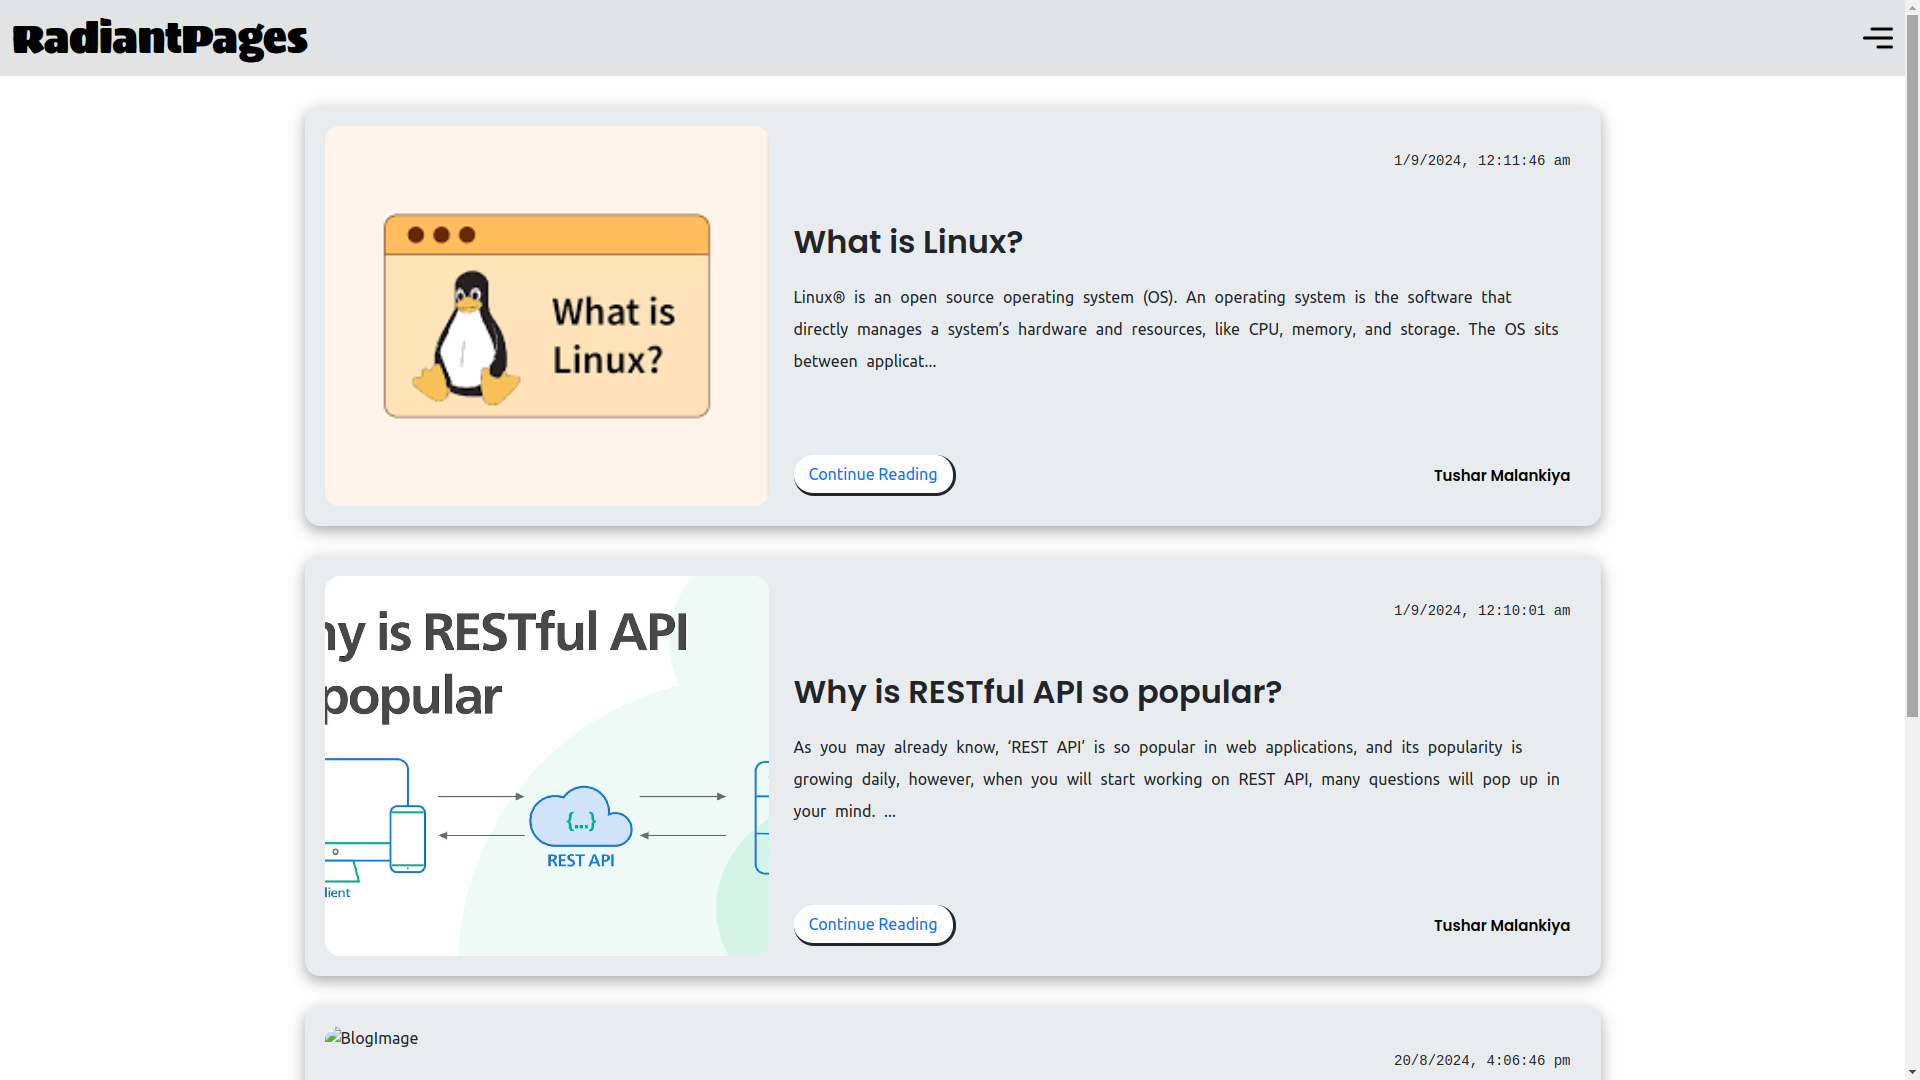 RadiantPages
1/9/2024, 12:11:46 am
What is
Linux?
What is Linux?
Linux® is an open source operating system (OS). An operating system is the software that
directly manages a system’s hardware and resources, like CPU, memory, and storage. The OS sits
between applicat...
Continue Reading
Tushar Malankiya
1/9/2024, 12:10:01 am
hy is RESTful API
popular
{...}
REST API
lient
Why is RESTful API so popular?
As you may already know, ‘REST API’ is so popular in web applications, and its popularity is
growing daily, however, when you will start working on REST API, many questions will pop up in
your mind. ...
Continue Reading
Tushar Malankiya
BlogImage
20/8/2024, 4:06:46 pm